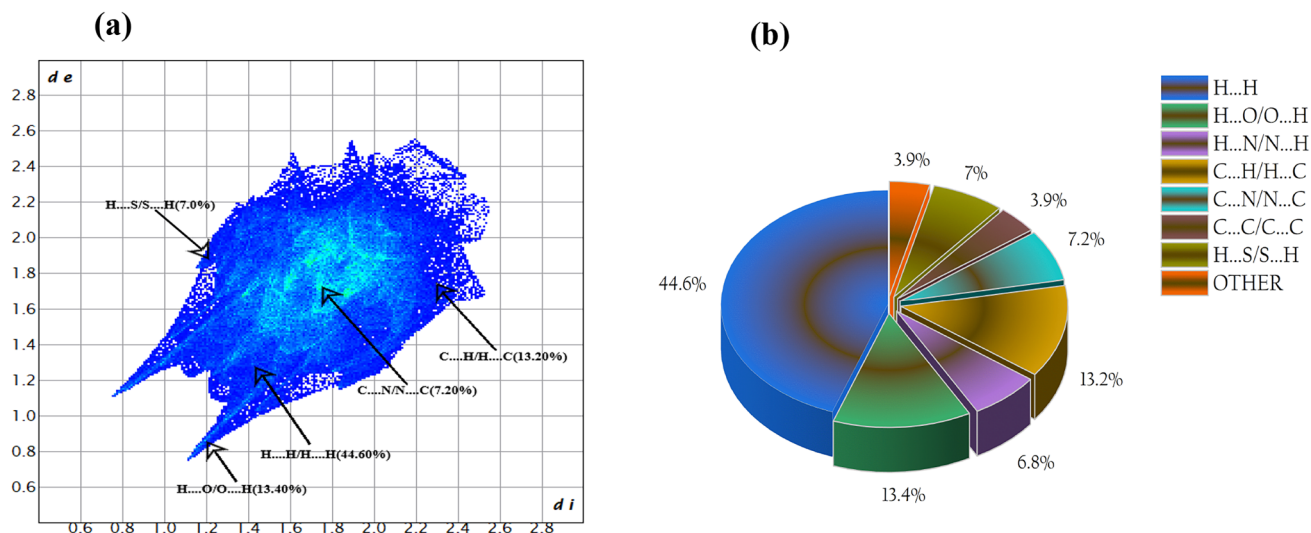 (a)
d e
2.8
2.6
2.4
2.2
2.0
1.8
1.6
1.4
1.2
1.0
0.8
0.6
H....S/S....H(7.0%)
C....H/H....C(13.20%)
C....N/N....C(7.20%)
H....H/H....H(44.60%)
H....O/O....H(13.40%)
d i
0.6 0.8 1.0 1.2 1.4 1.6 1.8 2.0 2.2 2.4 2.6 2.8
(b)
3.9%
7%
3.9%
7.2%
44.6%
13.2%
6.8%
13.4%
H...H
H...O/O...H
H...N/N...H
C...H/H...C
C...N/N...C
C...C/C...C
H...S/S...H
OTHER